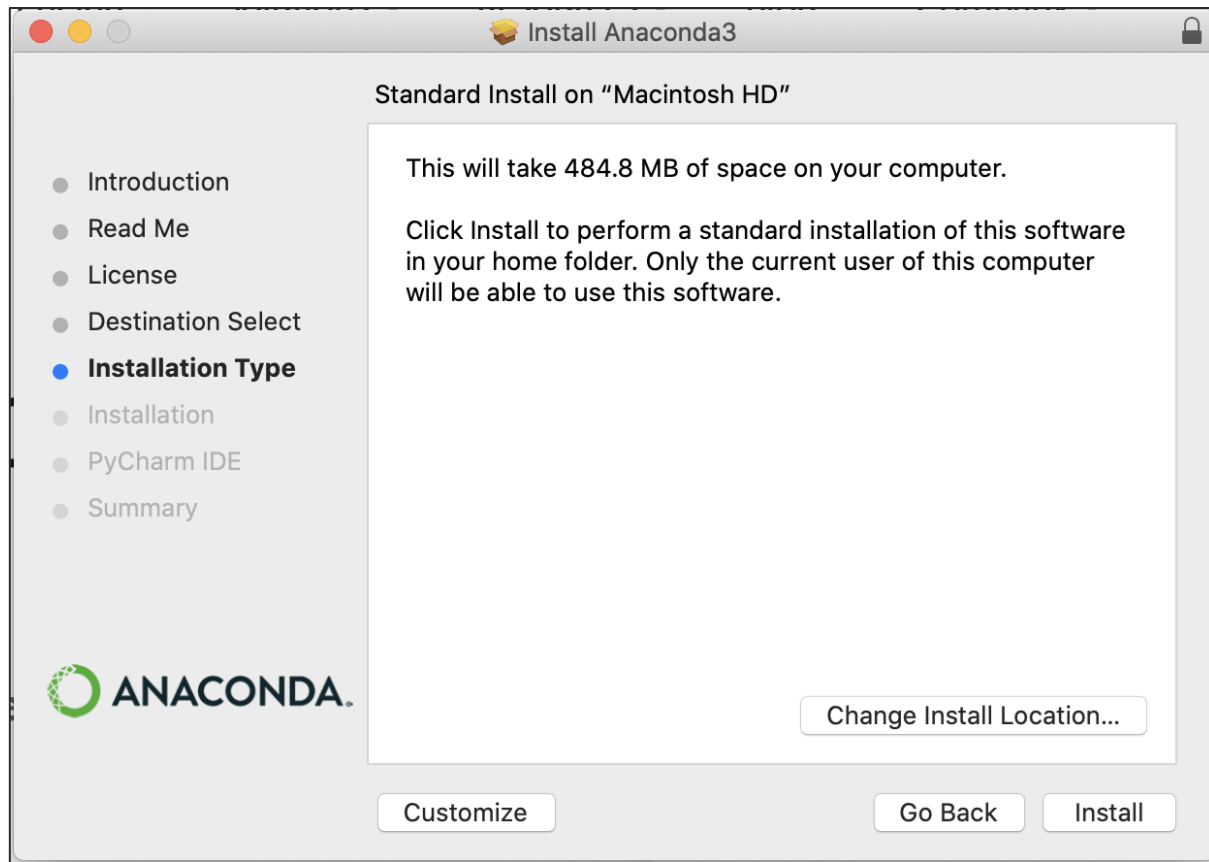 Install Anaconda3
Standard Install on “Macintosh HD”
Introduction
Read Me
License
Destination Select
Installation Type
Installation
PyCharm IDE
Summary
This will take 484.8 MB of space on your computer.
Click Install to perform a standard installation of this software
in your home folder. Only the current user of this computer
will be able to use this software.
ANACONDA.
Change Install Location...
Customize
Go Back
Install